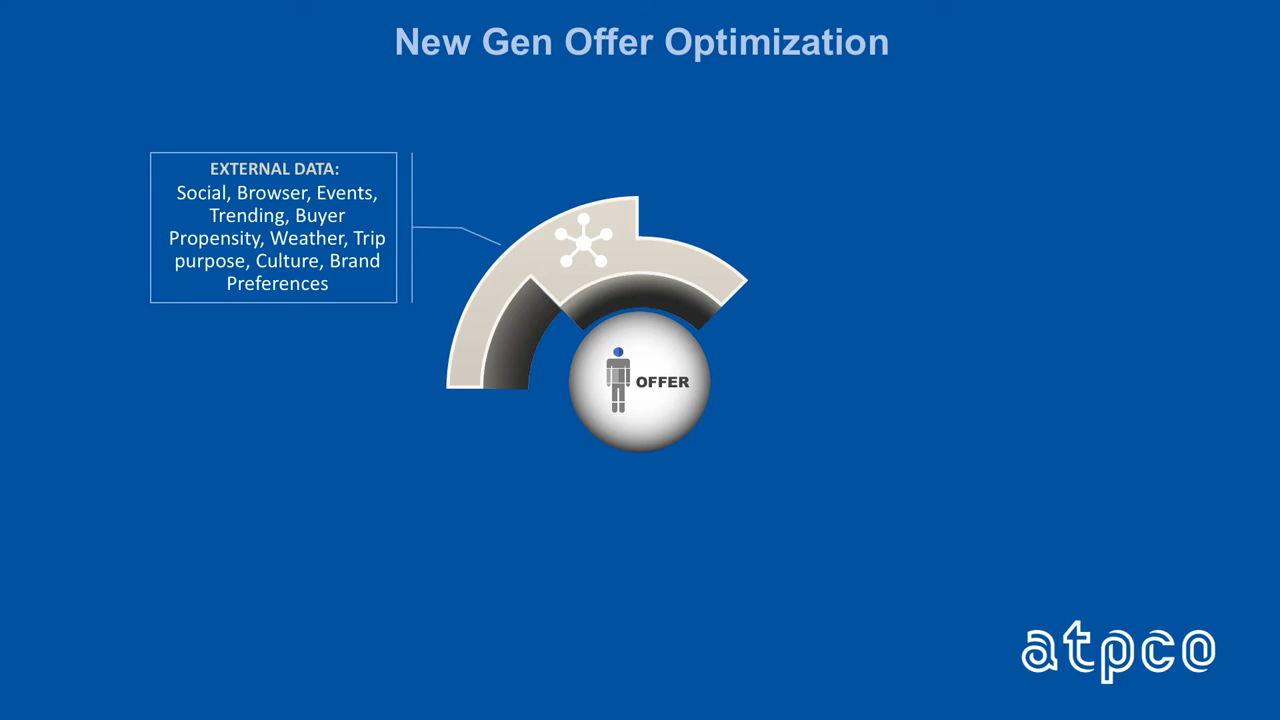 New Gen Offer Optimization
EXTERNAL DATA:
Social, Browser, Events,
Trending, Buyer
Propensity, Weather, Trip
purpose, Culture, Brand
Preferences
OFFER
atpco